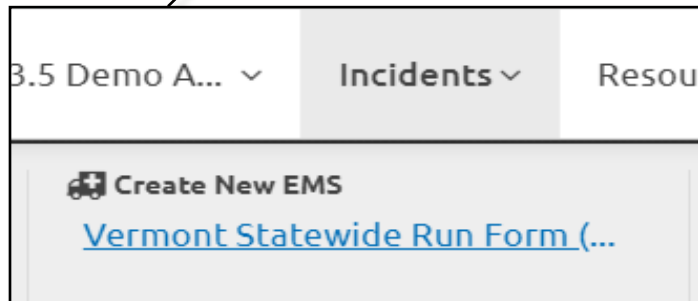 3.5 Demo A... Incidents Resou
Create New EMS
Vermont Statewide Run Form (...